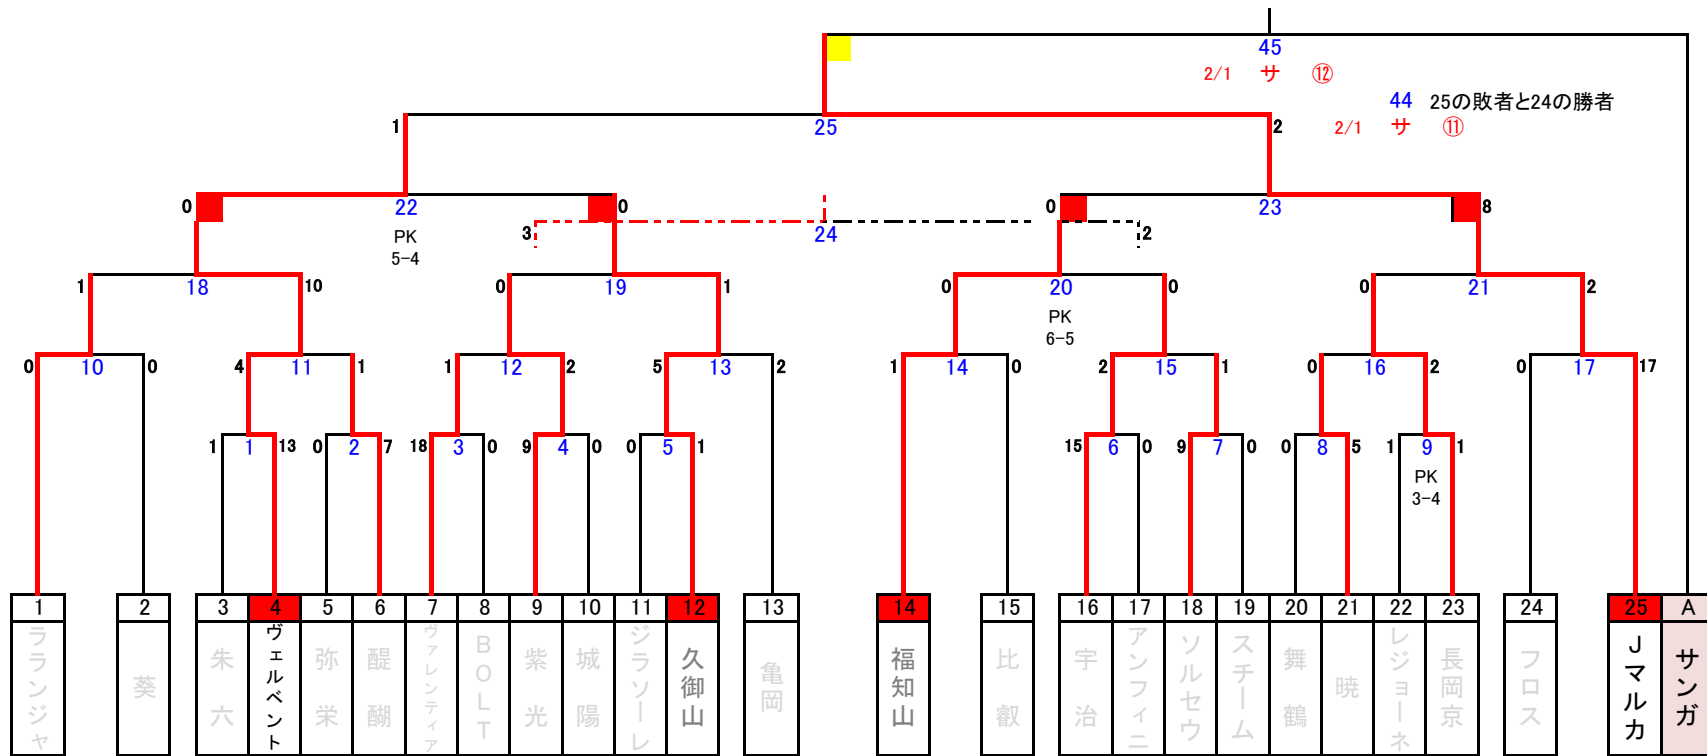 45
2/1 サ ⑫
44 25の敗者と24の勝者
1 25 2 2/1 サ ⑪
0 22 0 0 23 8
PK 3 24 2
5-4
1 18 10 0 19 1 0 20 0 0 21 2
PK
6-5
0 10 0 4 11 1 1 12 2 5 13 2 1 14 0 2 15 1 0 16 2 0 17 17
1 1 13 0 2 7 18 3 0 9 4 0 0 5 1 15 6 0 9 7 0 0 8 5 1 9 1
PK
3-4
1 2 3 4 5 6 7 8 9 10 11 12 13 14 15 16 17 18 19 20 21 22 23 24 25 A
ラランジャ
葵
朱六
ヴェルベント
弥栄
醍醐
ヴァレンティア
BOLT
紫光
城陽
ジラソーレ
久御山
亀岡
福知山
比叡
宇治
アンフィニ
ソルセウ
スチーム
舞鶴
暁
レジョーネ
長岡京
フロス
Jマルカ
サンガ